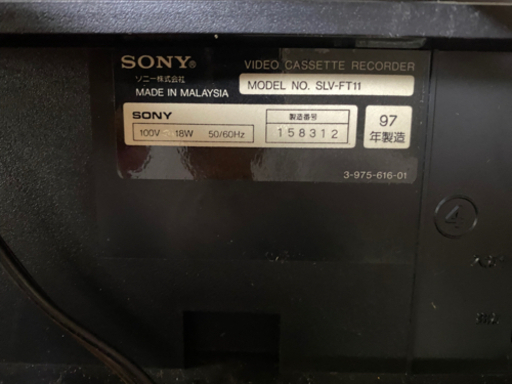 SONY®
ソニー株式会社
MADE IN MALAYSIA
VIDEO CASSETTE RECORDER
MODEL NO. SLV-FT11
SONY
100V ~ 18W 50/60Hz
製造番号
158312
97
年製造
3-975-616-01
4